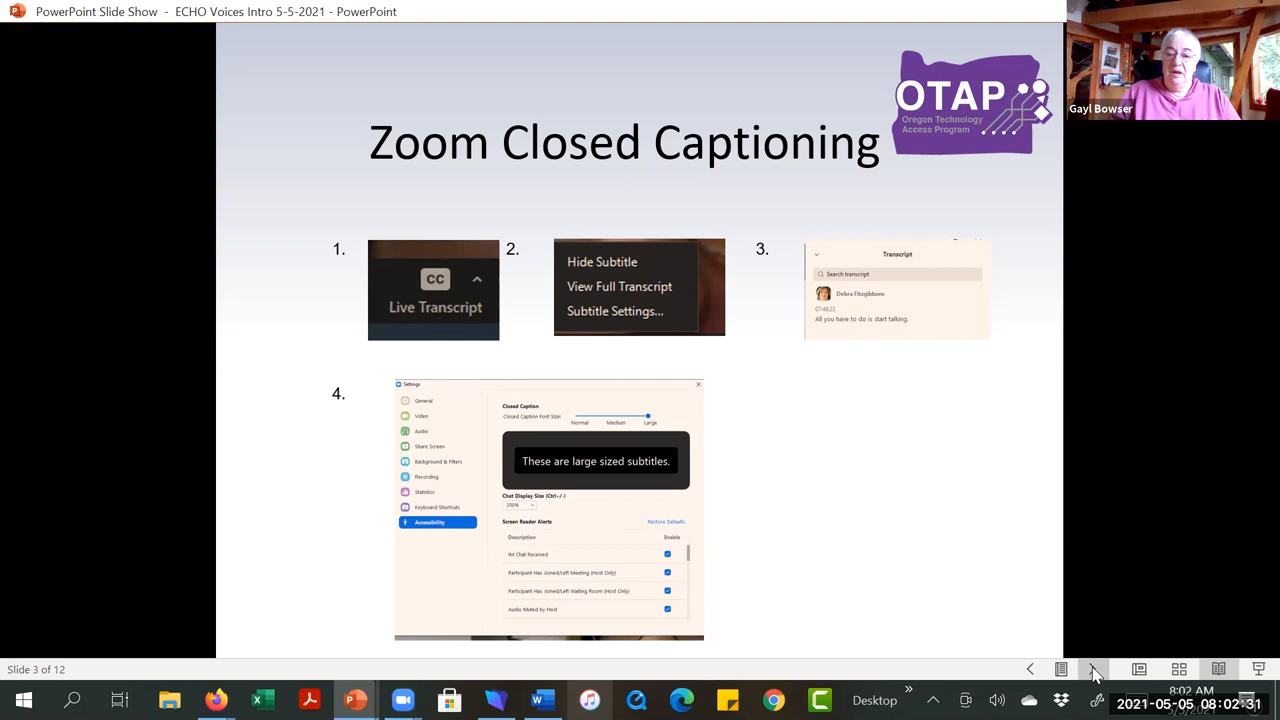 PowerPoint Slide Show - ECHO Voices Intro 5-5-2021 - PowerPoint
Gayl Bowser
OTAP
Oregon Technology
Access Program
Zoom Closed Captioning
1.
CC
Live Transcript
2.
Hide Subtitle
View Full Transcript
Subtitle Settings...
3.
Transcript
Search transcript
Debra Fitzgibbons
All you have to do is start talking.
4.
Settings
General
Video
Audio
Share Screen
Background & Filters
Recording
Statistics
Keyboard Shortcuts
Accessibility
Closed Caption
Closed Caption Font Size:
Normal Medium Large
These are large sized subtitles.
Chat Display Size (Ctrl+/-)
200%
Screen Reader Alerts Restore Defaults
Description Enable
IM Chat Received
Participant Has Joined/Left Meeting (Host Only)
Participant Has Joined/Left Waiting Room (Host Only)
Audio Muted by Host
Slide 3 of 12
Desktop
8:02 AM
2021-05-05 08:02:31